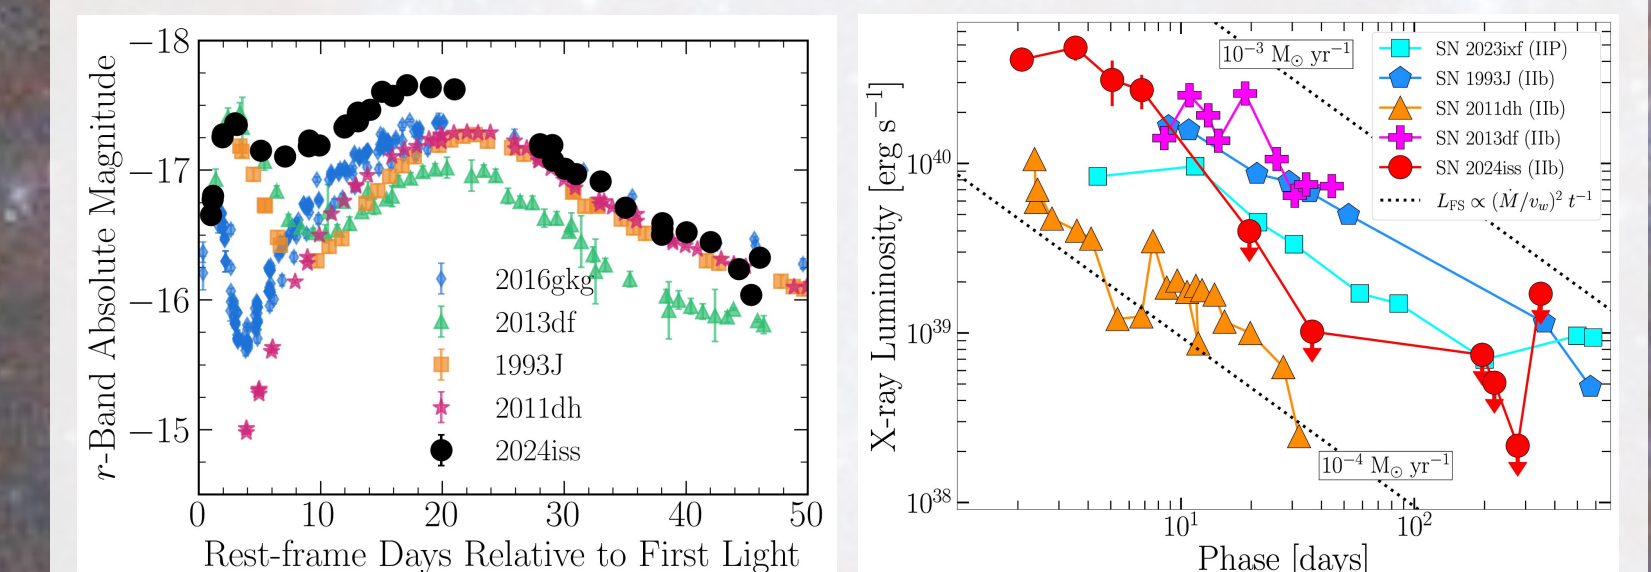 −18
−17
−16
−15
r-Band Absolute Magnitude
2016gkg
2013df
1993J
2011dh
2024iss
0 10 20 30 40 50
Rest-frame Days Relative to First Light
X-ray Luminosity [erg s⁻¹]
10⁴⁰
10³⁹
10³⁸
10⁻³ M⊙ yr⁻¹
SN 2023ixf (IIP)
SN 1993J (IIb)
SN 2011dh (IIb)
SN 2013df (IIb)
SN 2024iss (IIb)
L_FS ∝ (Ṁ/v_w)² t⁻¹
10⁻⁴ M⊙ yr⁻¹
10¹ 10²
Phase [days]